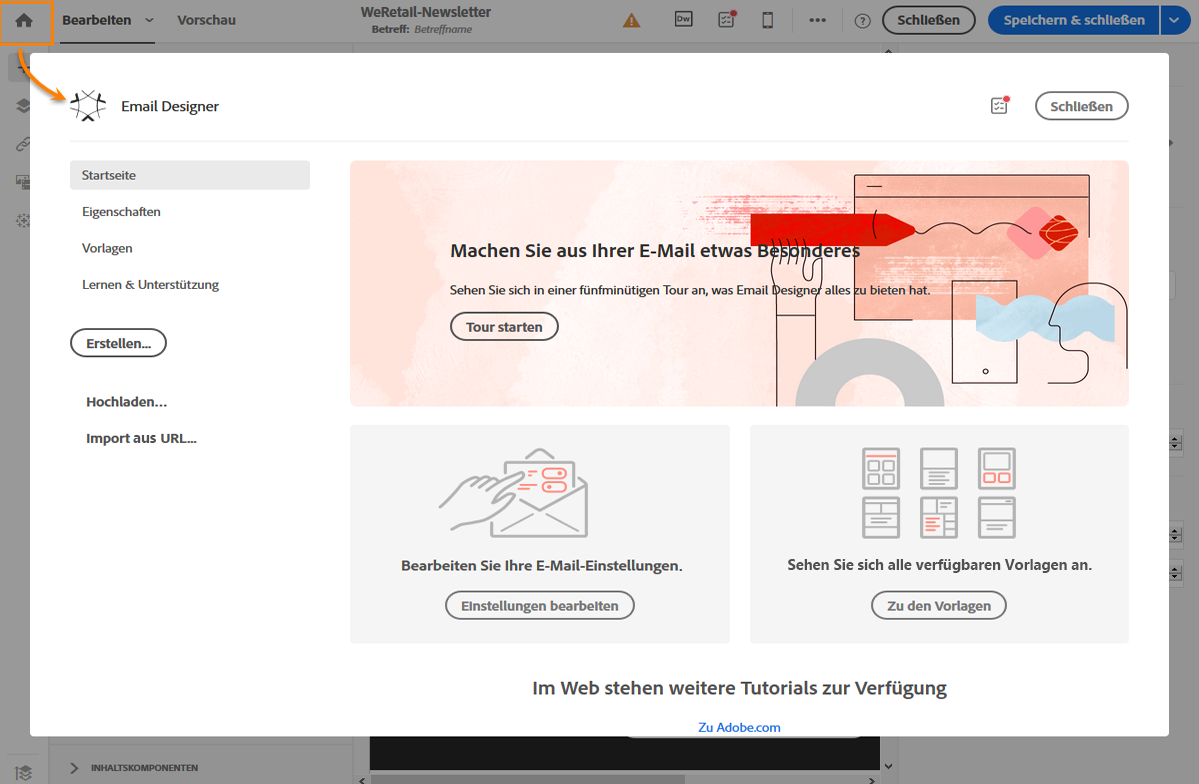 Bearbeiten
Vorschau
WeRetail-Newsletter
Betreff: Betreffname
Dw
?
Schließen
Speichern & schließen
Email Designer
Schließen
Startseite
Eigenschaften
Vorlagen
Lernen & Unterstützung
Erstellen...
Hochladen...
Import aus URL...
Machen Sie aus Ihrer E-Mail etwas Besonderes
Sehen Sie sich in einer fünfminütigen Tour an, was Email Designer alles zu bieten hat.
Tour starten
Bearbeiten Sie Ihre E-Mail-Einstellungen.
Einstellungen bearbeiten
Sehen Sie sich alle verfügbaren Vorlagen an.
Zu den Vorlagen
Im Web stehen weitere Tutorials zur Verfügung
Zu Adobe.com
INHALTSKOMPONENTEN